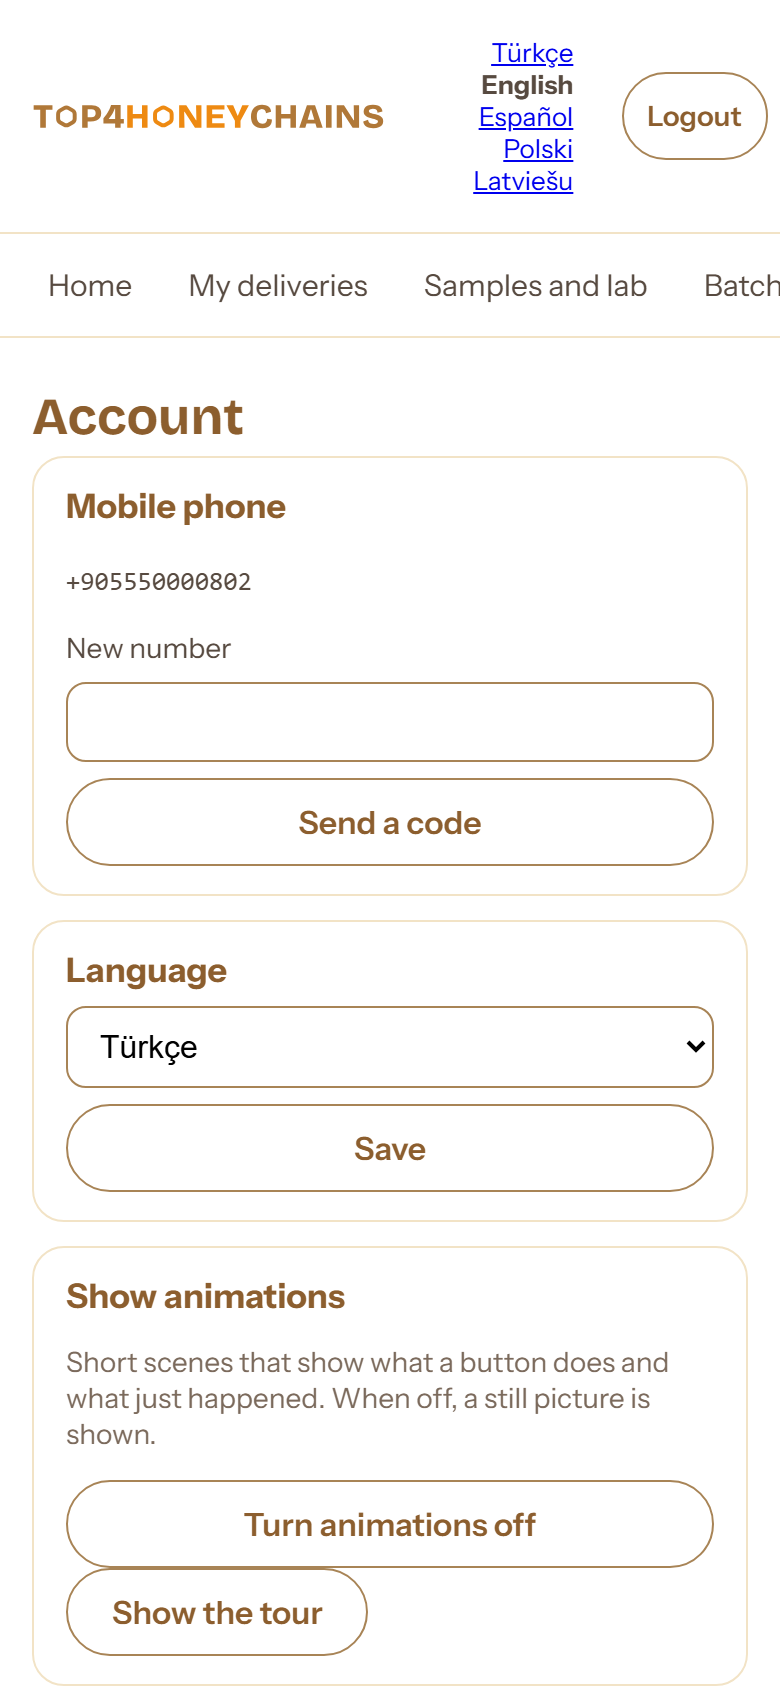 TOP4HONEYCHAINS
Türkçe
English
Español
Polski
Latviešu
Logout
Home My deliveries Samples and lab Batch
Account
Mobile phone
+905550000802
New number
Send a code
Language
Türkçe
Save
Show animations
Short scenes that show what a button does and
what just happened. When off, a still picture is
shown.
Turn animations off
Show the tour